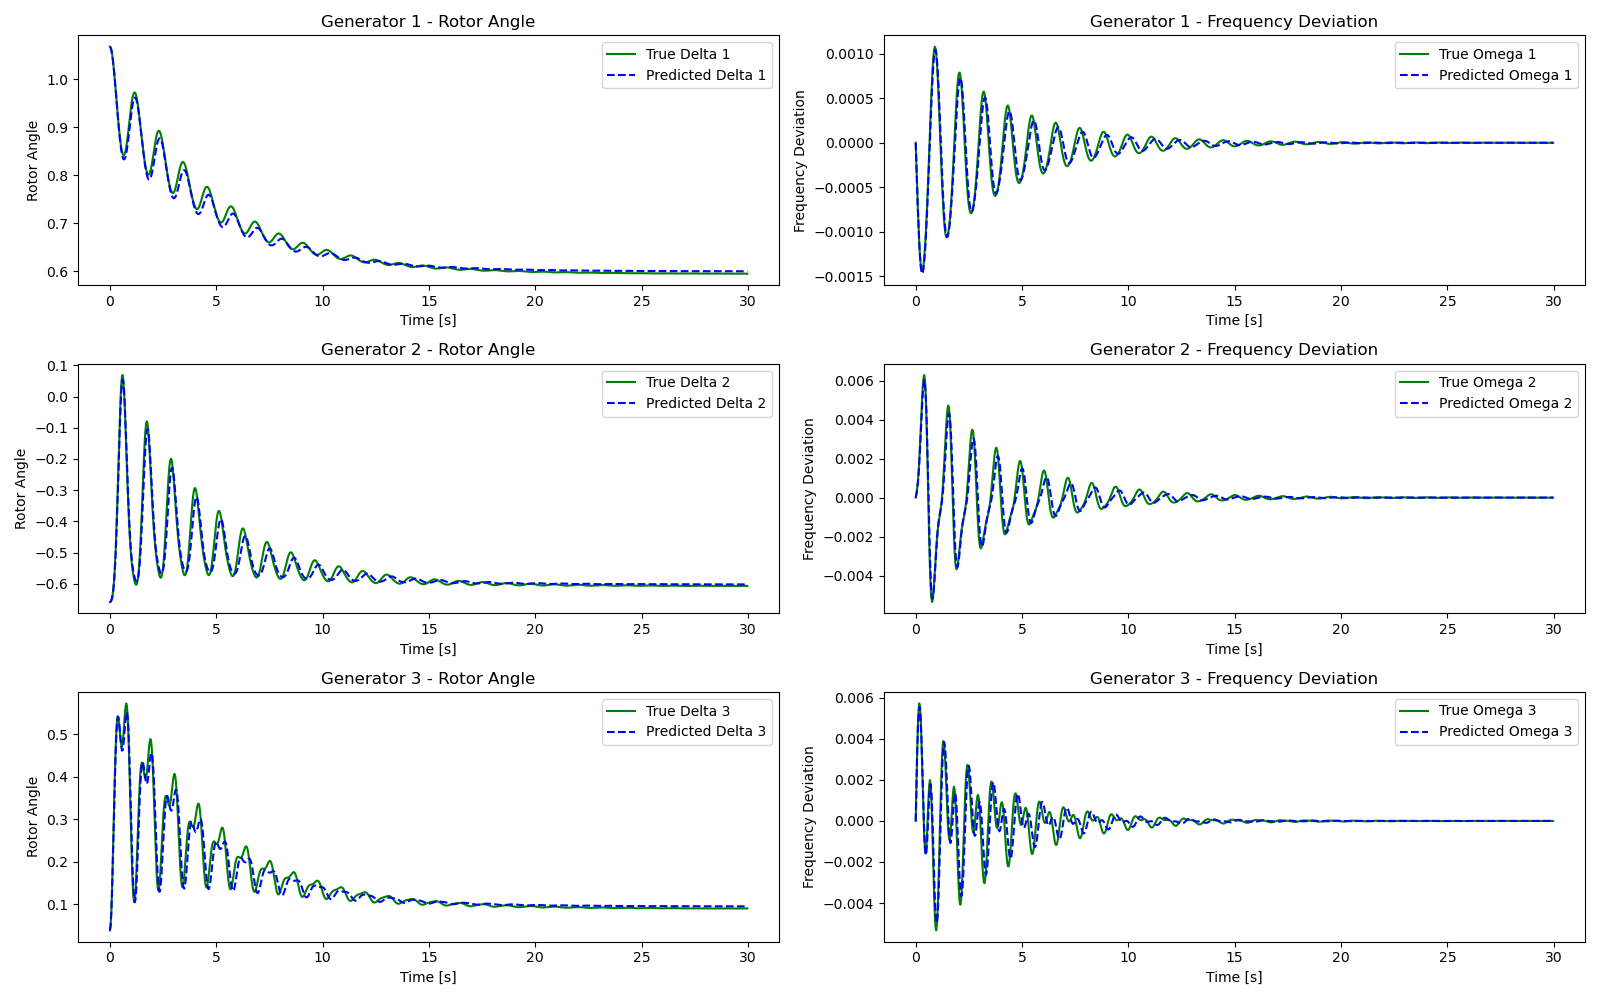 Generator 1 - Rotor Angle
Rotor Angle
1.0
0.9
0.8
0.7
0.6
True Delta 1
Predicted Delta 1
0 5 10 15 20 25 30
Time [s]
Generator 1 - Frequency Deviation
Frequency Deviation
0.0010
0.0005
0.0000
−0.0005
−0.0010
−0.0015
True Omega 1
Predicted Omega 1
0 5 10 15 20 25 30
Time [s]
Generator 2 - Rotor Angle
Rotor Angle
0.1
0.0
−0.1
−0.2
−0.3
−0.4
−0.5
−0.6
True Delta 2
Predicted Delta 2
0 5 10 15 20 25 30
Time [s]
Generator 2 - Frequency Deviation
Frequency Deviation
0.006
0.004
0.002
0.000
−0.002
−0.004
True Omega 2
Predicted Omega 2
0 5 10 15 20 25 30
Time [s]
Generator 3 - Rotor Angle
Rotor Angle
0.5
0.4
0.3
0.2
0.1
True Delta 3
Predicted Delta 3
0 5 10 15 20 25 30
Time [s]
Generator 3 - Frequency Deviation
Frequency Deviation
0.006
0.004
0.002
0.000
−0.002
−0.004
True Omega 3
Predicted Omega 3
0 5 10 15 20 25 30
Time [s]